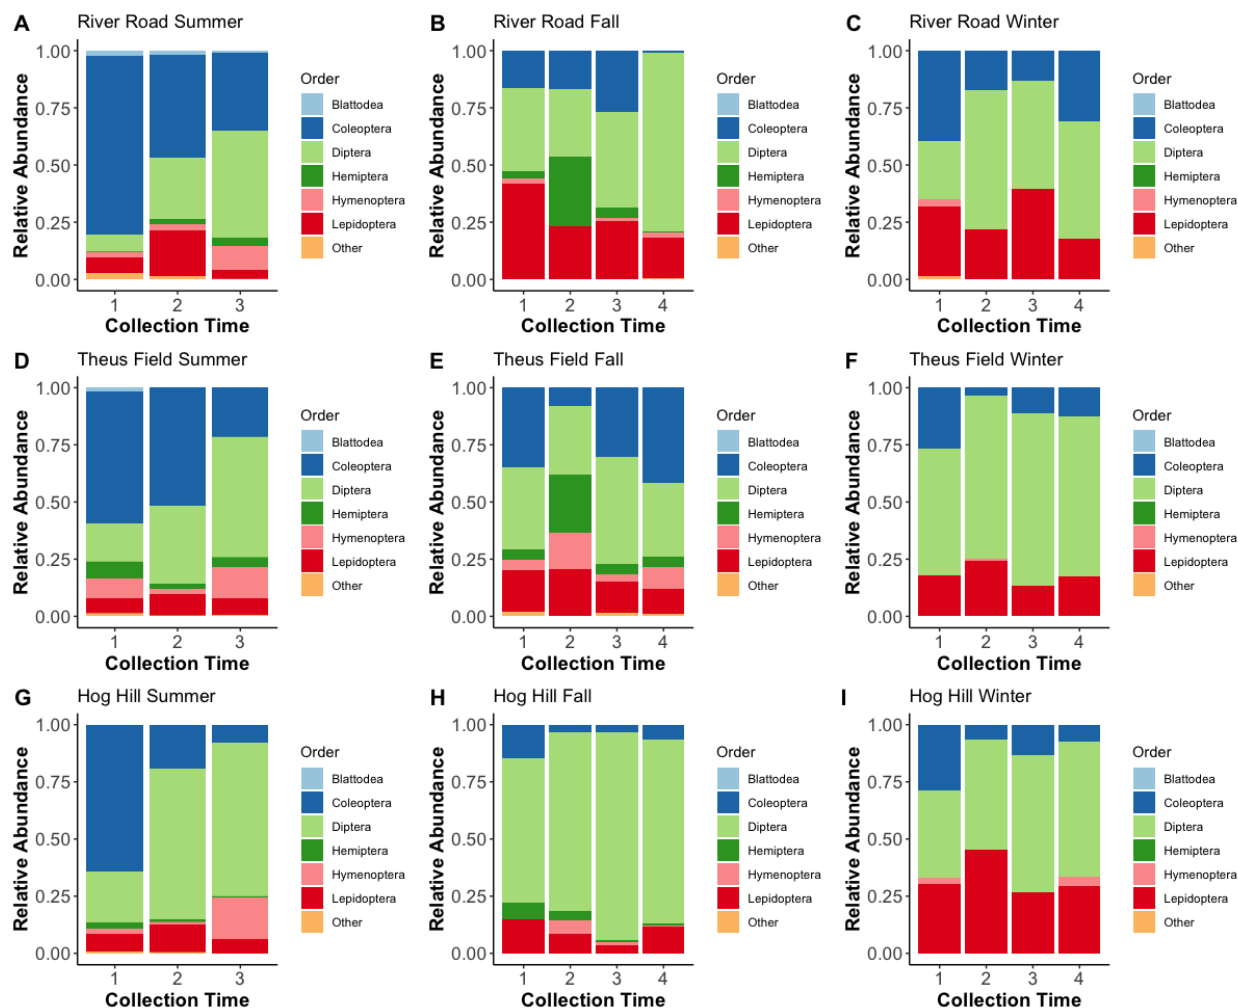 A River Road Summer
1.00
0.75
0.50
0.25
0.00
Relative Abundance
1 2 3
Collection Time
Order
Blattodea
Coleoptera
Diptera
Hemiptera
Hymenoptera
Lepidoptera
Other
B River Road Fall
1.00
0.75
0.50
0.25
0.00
Relative Abundance
1 2 3 4
Collection Time
Order
Blattodea
Coleoptera
Diptera
Hemiptera
Hymenoptera
Lepidoptera
Other
C River Road Winter
1.00
0.75
0.50
0.25
0.00
Relative Abundance
1 2 3 4
Collection Time
Order
Blattodea
Coleoptera
Diptera
Hemiptera
Hymenoptera
Lepidoptera
Other
D Theus Field Summer
1.00
0.75
0.50
0.25
0.00
Relative Abundance
1 2 3
Collection Time
Order
Blattodea
Coleoptera
Diptera
Hemiptera
Hymenoptera
Lepidoptera
Other
E Theus Field Fall
1.00
0.75
0.50
0.25
0.00
Relative Abundance
1 2 3 4
Collection Time
Order
Blattodea
Coleoptera
Diptera
Hemiptera
Hymenoptera
Lepidoptera
Other
F Theus Field Winter
1.00
0.75
0.50
0.25
0.00
Relative Abundance
1 2 3 4
Collection Time
Order
Blattodea
Coleoptera
Diptera
Hemiptera
Hymenoptera
Lepidoptera
Other
G Hog Hill Summer
1.00
0.75
0.50
0.25
0.00
Relative Abundance
1 2 3
Collection Time
Order
Blattodea
Coleoptera
Diptera
Hemiptera
Hymenoptera
Lepidoptera
Other
H Hog Hill Fall
1.00
0.75
0.50
0.25
0.00
Relative Abundance
1 2 3 4
Collection Time
Order
Blattodea
Coleoptera
Diptera
Hemiptera
Hymenoptera
Lepidoptera
Other
I Hog Hill Winter
1.00
0.75
0.50
0.25
0.00
Relative Abundance
1 2 3 4
Collection Time
Order
Blattodea
Coleoptera
Diptera
Hemiptera
Hymenoptera
Lepidoptera
Other